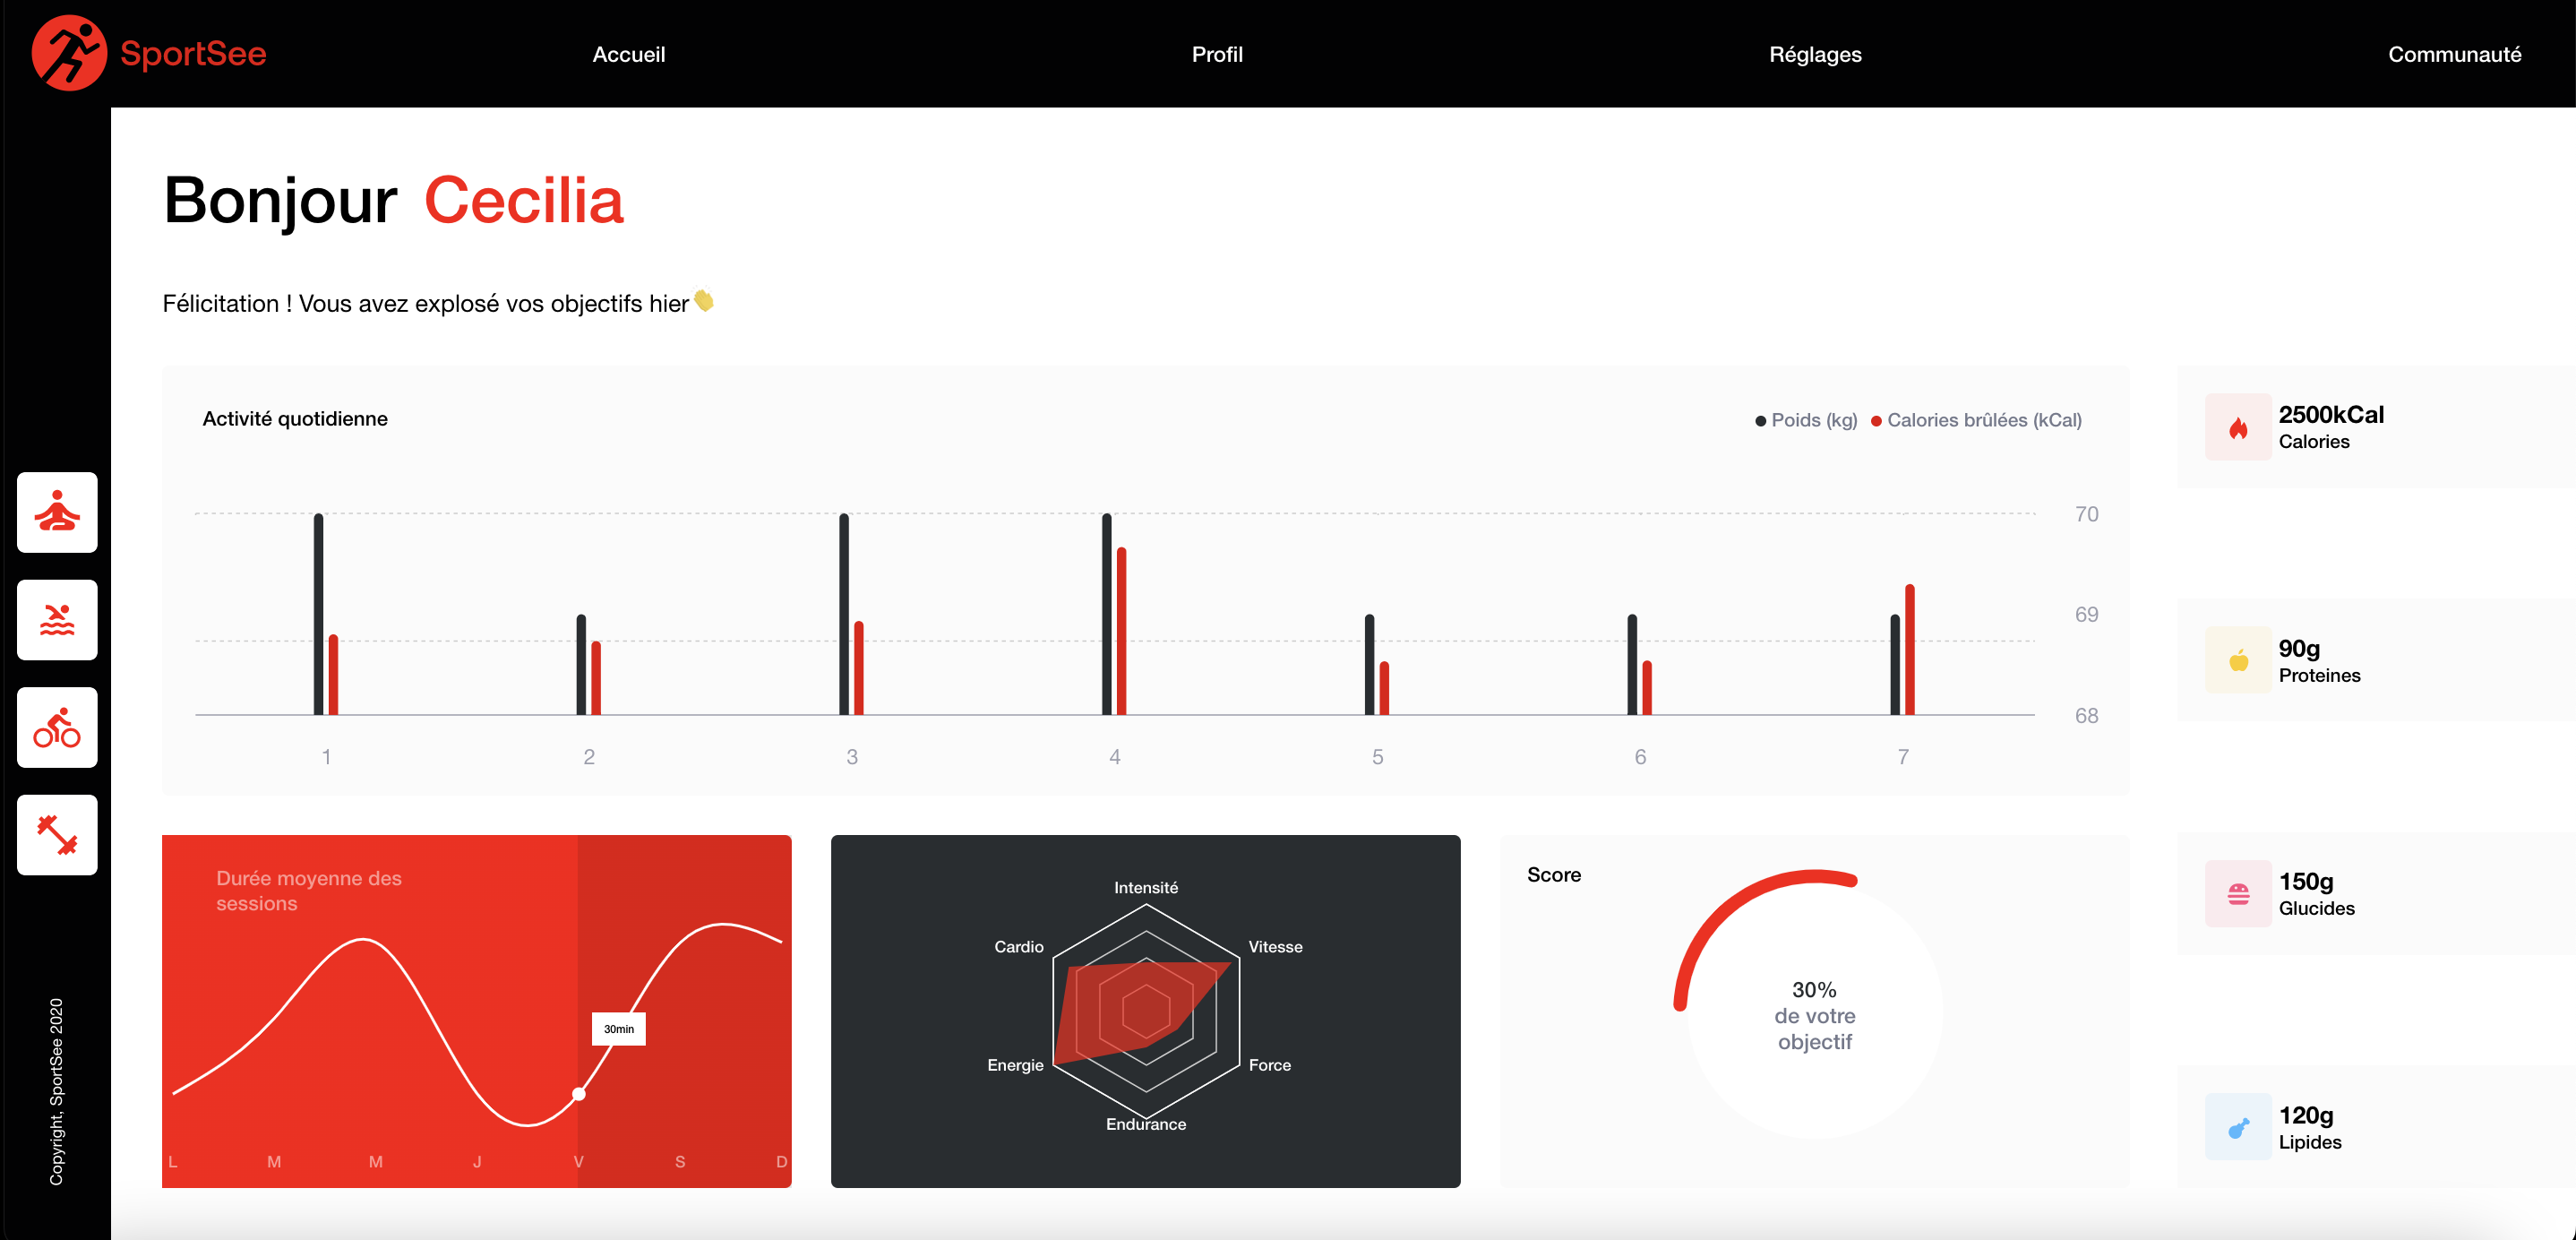 SportSee
Accueil
Profil
Réglages
Communauté
Bonjour Cecilia
Félicitation ! Vous avez explosé vos objectifs hier
Activité quotidienne
Poids (kg)
Calories brûlées (kCal)
70
69
68
1
2
3
4
5
6
7
2500kCal
Calories
90g
Proteines
150g
Glucides
120g
Lipides
Durée moyenne des
sessions
30min
L
M
M
J
V
S
D
Intensité
Vitesse
Force
Endurance
Energie
Cardio
Score
30%
de votre
objectif
Copyright, SportSee 2020